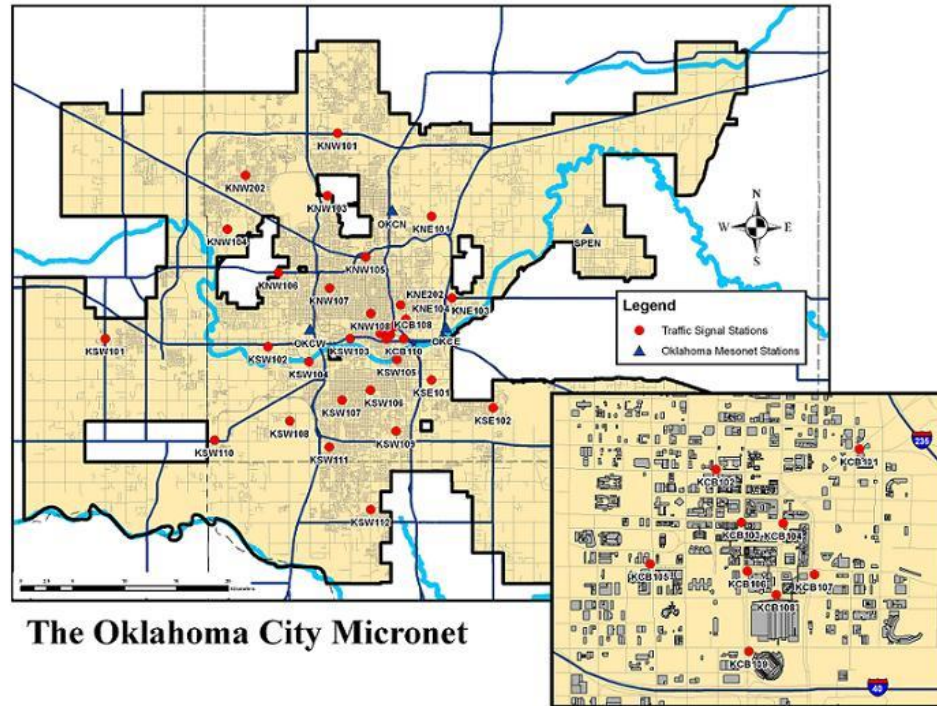 KNW101
KNW202
KNW103
OKCN
KNE101
KNW104
SPEN
N
W E
S
KNW105
KNW106
KNW107
KNE202
KNE104
KNE103
KNW108
KCB108
OKCW
OKCE
KSW101
KSW103
KCB110
KSW102
KSW104
KSW105
KSE101
KSW106
KSW107
KSE102
KSW108
KSW109
KSW110
KSW111
KSW112
Legend
Traffic Signal Stations
Oklahoma Mesonet Stations
The Oklahoma City Micronet
235
KCB101
KCB102
KCB103
KCB104
KCB105
KCB106
KCB107
KCB108
KCB109
40